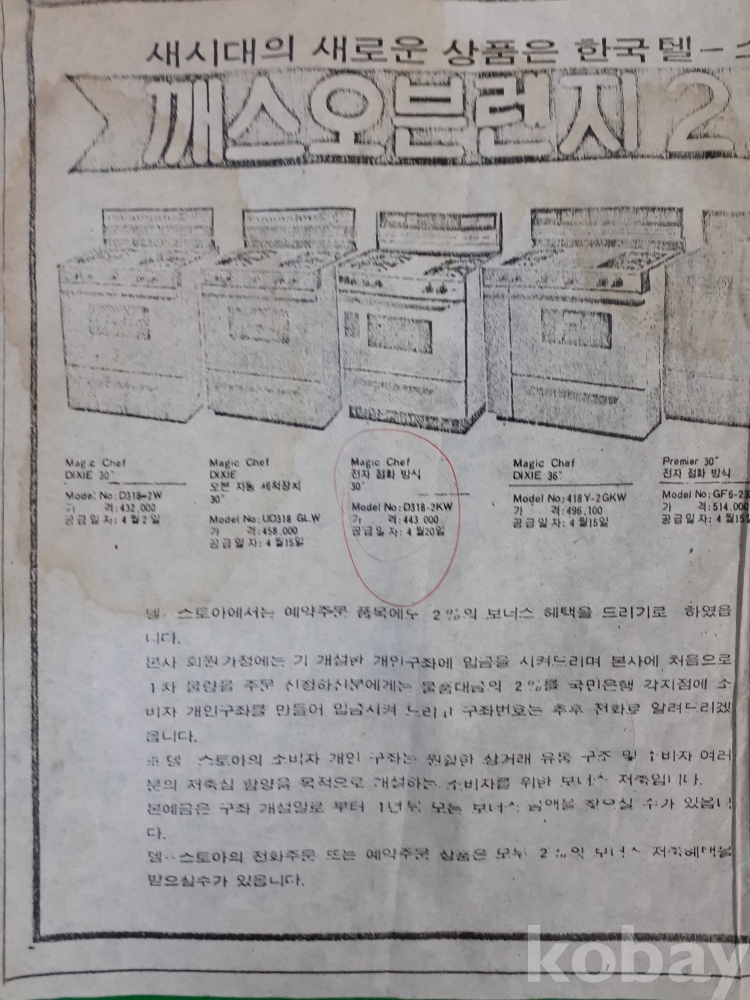 새시대의 새로운 상품은 한국텔-스
깨스오븐런지 2
Magic Chef
DIXIE 30"
Model No: D318-2W
가 격: 432,000
공급일자: 4월2일
Magic Chef
DIXIE
오븐 자동 세척장치
30"
Model No: UD318 GLW
가 격: 458,000
공급일자: 4월15일
Magic Chef
전자 점화 방식
30"
Model No: D318-2KW
가 격: 443 000
공급일자: 4월20일
Magic Chef
DIXIE 36"
Model No: 418Y-2GKW
가 격: 496,100
공급일자: 4월15일
Premier 30"
전자 점화 방식
Model No: GF6-2
가 격: 514,000
공급일자: 4월15일
텔-스토아에서는 예약주문 품목에도 2%의 보너스 혜택을 드리기로 하였읍
니다.
본사 회원가정에는 기 개설한 개인구좌에 입금을 시켜드리며 본사에 처음으로
1차 물량을 주문 신청하신분에게는 물품대금의 2%를 국민은행 각지점에 소
비자 개인구좌를 만들어 입금시켜 드리고 구좌번호는 추후 전화로 알려드리겠
읍니다.
※ 텔-스토아의 소비자 개인 구좌는 원활한 상거래 유통 구조 및 소비자 여러
분의 저축심 함양을 목적으로 개설하는 소비자를 위한 보너스 저축입니다.
본예금은 구좌 개설일로 부터 1년후 모든 보너스 금액을 찾으실 수가 있읍니
다.
텔-스토아의 전화주문 또는 예약주문 상품은 모두 2%의 보너스 저축혜택을
받으실수가 있읍니다.
kobay